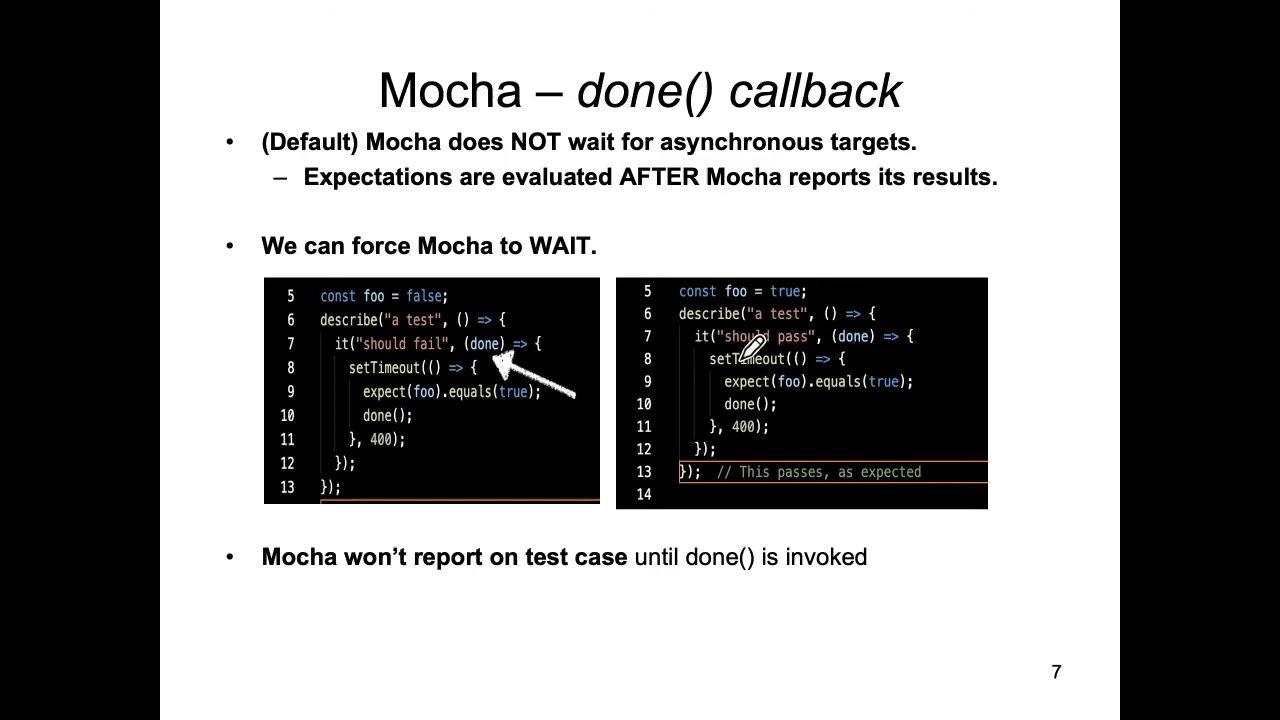 Mocha – done() callback
• (Default) Mocha does NOT wait for asynchronous targets.
– Expectations are evaluated AFTER Mocha reports its results.
• We can force Mocha to WAIT.
5 const foo = false;
6 describe("a test", () => {
7 it("should fail", (done) => {
8 setTimeout(() => {
9 expect(foo).equals(true);
10 done();
11 }, 400);
12 });
13 });
5 const foo = true;
6 describe("a test", () => {
7 it("should pass", (done) => {
8 setTimeout(() => {
9 expect(foo).equals(true);
10 done();
11 }, 400);
12 });
13 }); // This passes, as expected
14
• Mocha won’t report on test case until done() is invoked
7